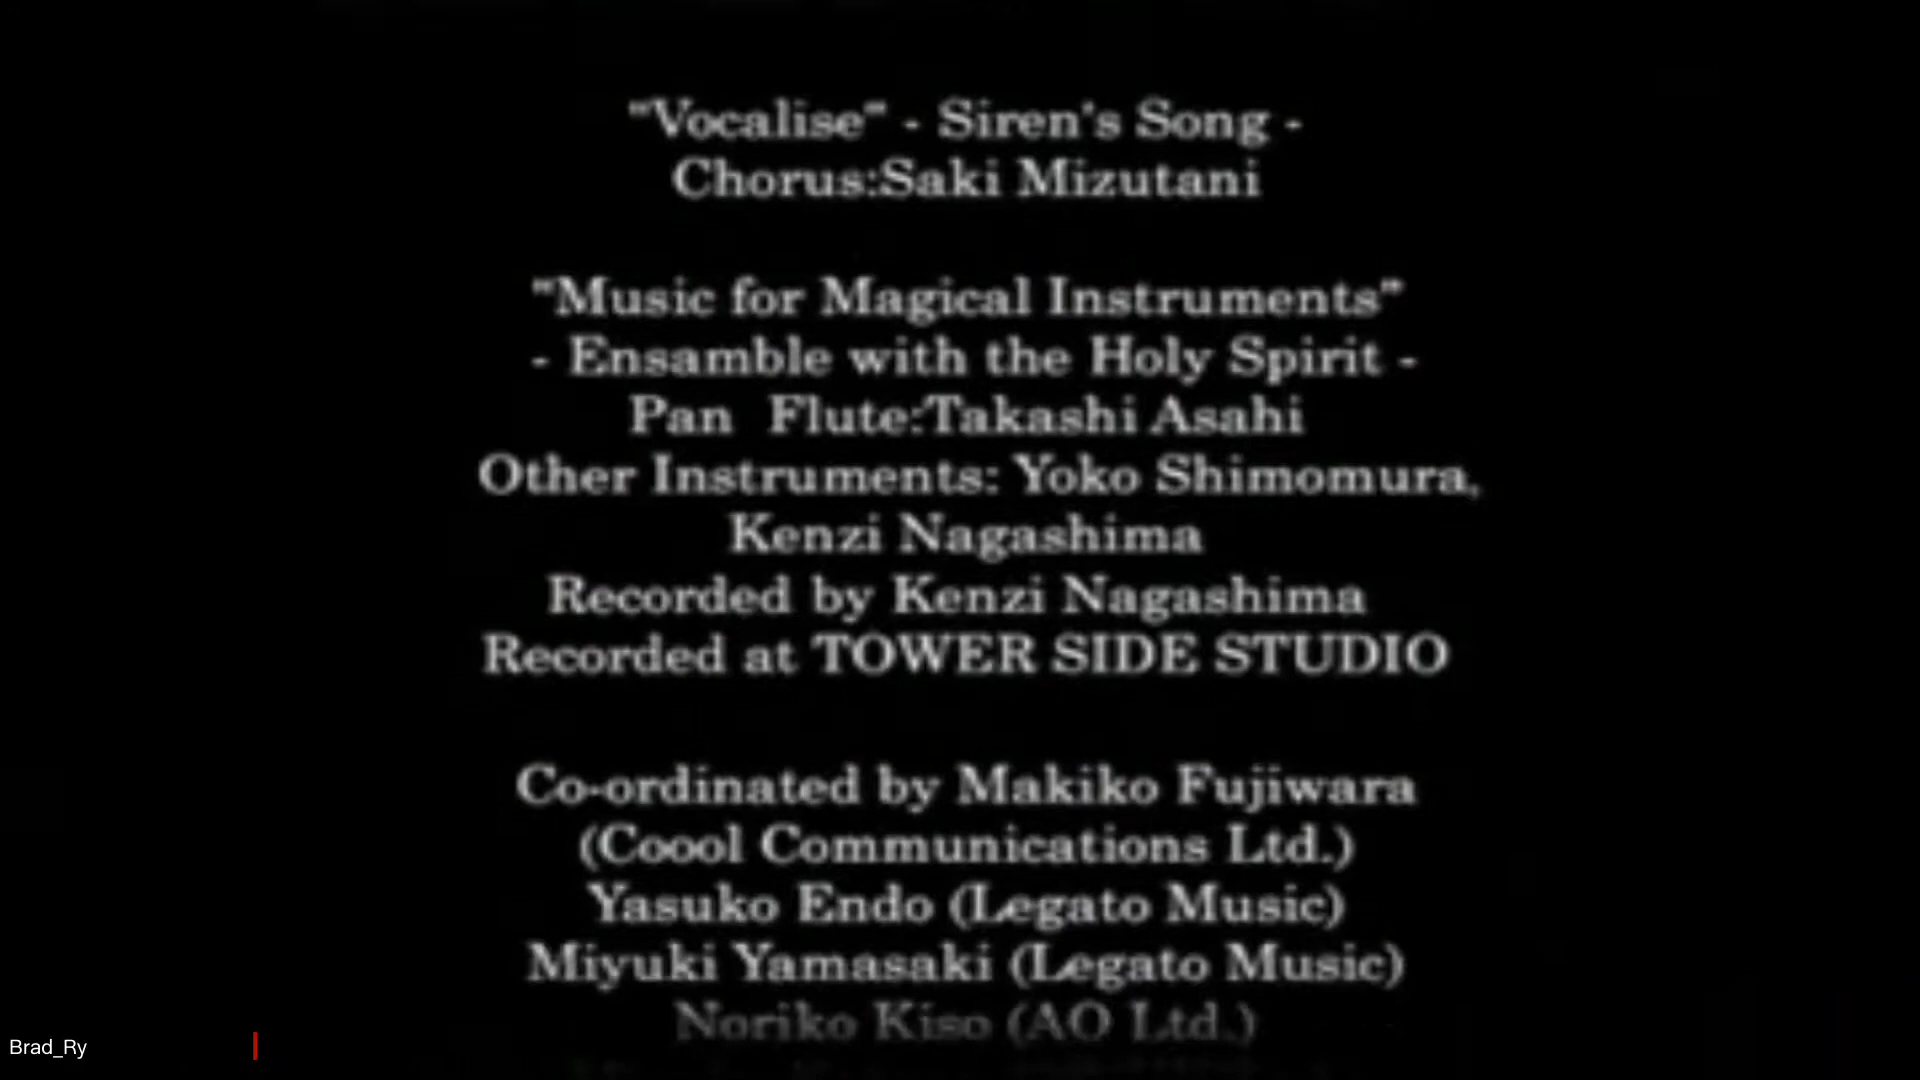 "Vocalise" - Siren's Song -
Chorus:Saki Mizutani
"Music for Magical Instruments"
- Ensamble with the Holy Spirit -
Pan Flute:Takashi Asahi
Other Instruments: Yoko Shimomura,
Kenzi Nagashima
Recorded by Kenzi Nagashima
Recorded at TOWER SIDE STUDIO
Co-ordinated by Makiko Fujiwara
(Coool Communications Ltd.)
Yasuko Endo (Legato Music)
Miyuki Yamasaki (Legato Music)
Noriko Kiso (AO Ltd.)
Brad_Ry